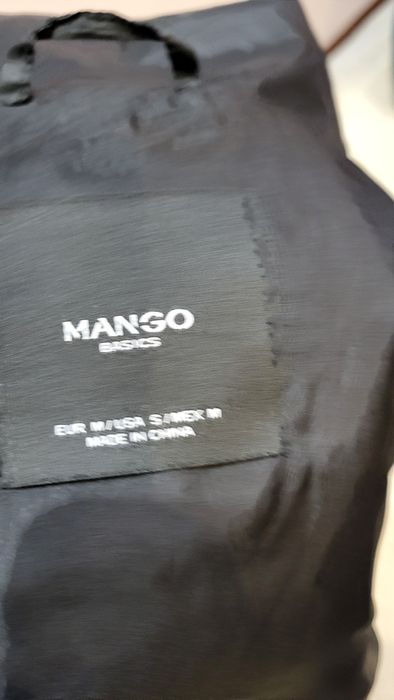 MANGO
BASICS
EUR M/USA S/MEX M
MADE IN CHINA